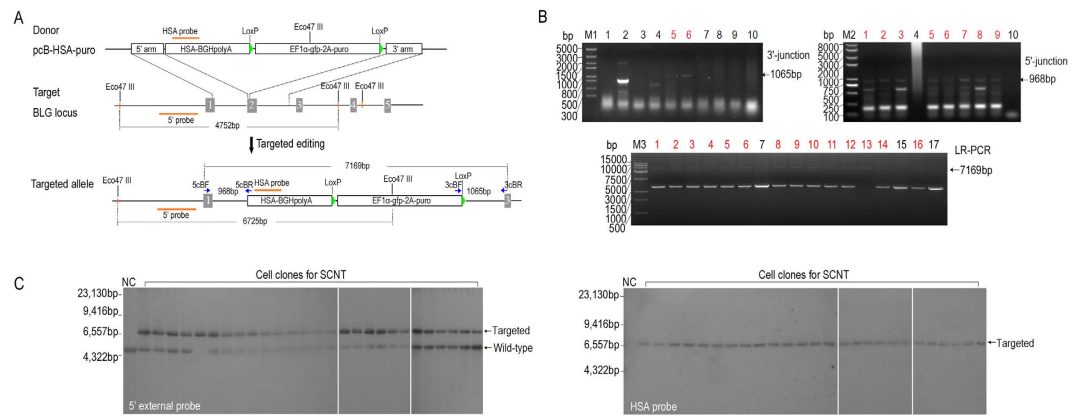 A
Donor
pcB-HSA-puro
HSA probe
LoxP
Eco47 III
LoxP
5' arm
HSA-BGHpolyA
EF1α-gfp-2A-puro
3' arm
Target
BLG locus
Eco47 III
Eco47 III
Eco47 III
1
2
3
4
5
5' probe
4752bp
Targeted editing
7169bp
Targeted allele
Eco47 III
5cBF
968bp
5cBR
HSA probe
LoxP
Eco47 III
3cBF
LoxP
1065bp
3cBR
1
HSA-BGHpolyA
EF1α-gfp-2A-puro
3
5' probe
6725bp
B
bp
M1
1 2 3 4 5 6 7 8 9 10
5000
3000
2000
1500
1000
800
500
300
3'-junction
1065bp
bp
M2
1 2 3 4 5 6 7 8 9 10
8000
5000
3000
2000
1000
750
500
250
100
5'-junction
968bp
bp
M3
1 2 3 4 5 6 7 8 9 10 11 12 13 14 15 16 17
15000
10000
7500
5000
4000
3000
2500
2000
1500
1000
500
LR-PCR
7169bp
C
NC
Cell clones for SCNT
23,130bp
9,416bp
6,557bp
4,322bp
Targeted
Wild-type
5' external probe
NC
Cell clones for SCNT
23,130bp
9,416bp
6,557bp
4,322bp
Targeted
HSA probe